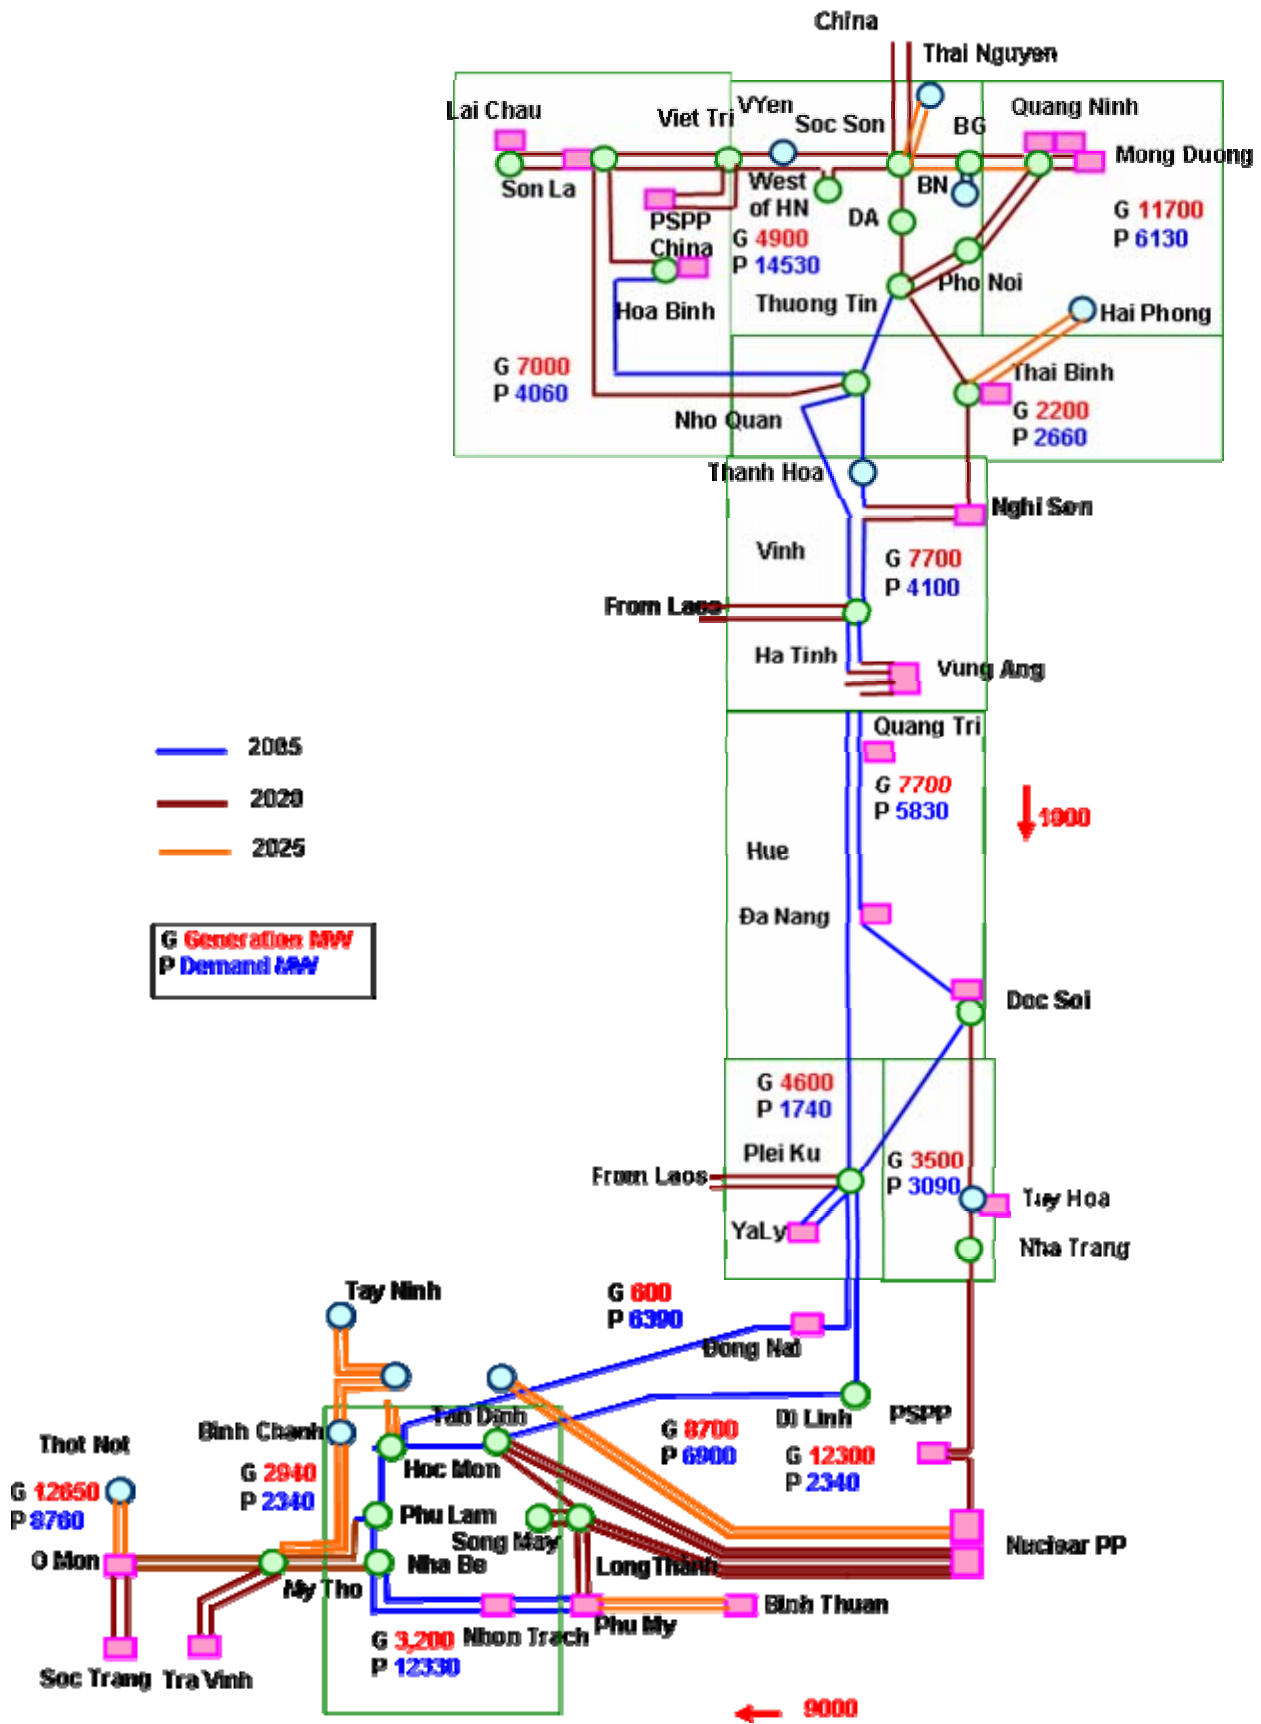 China
Thai Nguyen
Lai Chau
Viet Tri
VYen
Soc Son
BG
Quang Ninh
Mong Duong
Son La
PSPP
China
West
of HN
BN
DA
G 11700
P 6130
G 4900
P 14530
Hoa Binh
Thuong Tin
Pho Noi
Hai Phong
G 7000
P 4060
Nho Quan
Thai Binh
G 2200
P 2660
Thanh Hoa
Nghi Son
Vinh
G 7700
P 4100
From Laos
Ha Tinh
Vung Ang
Quang Tri
G 7700
P 5830
2005
2020
2025
1000
Hue
Đa Nang
G Generation MW
P Demand MW
Doc Soi
G 4600
P 1740
Plei Ku
From Laos
G 3500
P 3090
YaLy
Tuy Hoa
Nha Trang
Tay Ninh
G 600
P 6390
Đong Nai
Binh Chanh
Tan Dinh
Di Linh
PSPP
Thot Not
G 12650
P 8760
G 2940
P 2340
Hoc Mon
G 8700
P 6900
G 12300
P 2340
Phu Lam
Song May
Nuclear PP
O Mon
My Tho
Nha Be
Long Thanh
Binh Thuan
Phu My
Nhon Trach
G 3,200
P 12330
Soc Trang
Tra Vinh
9000